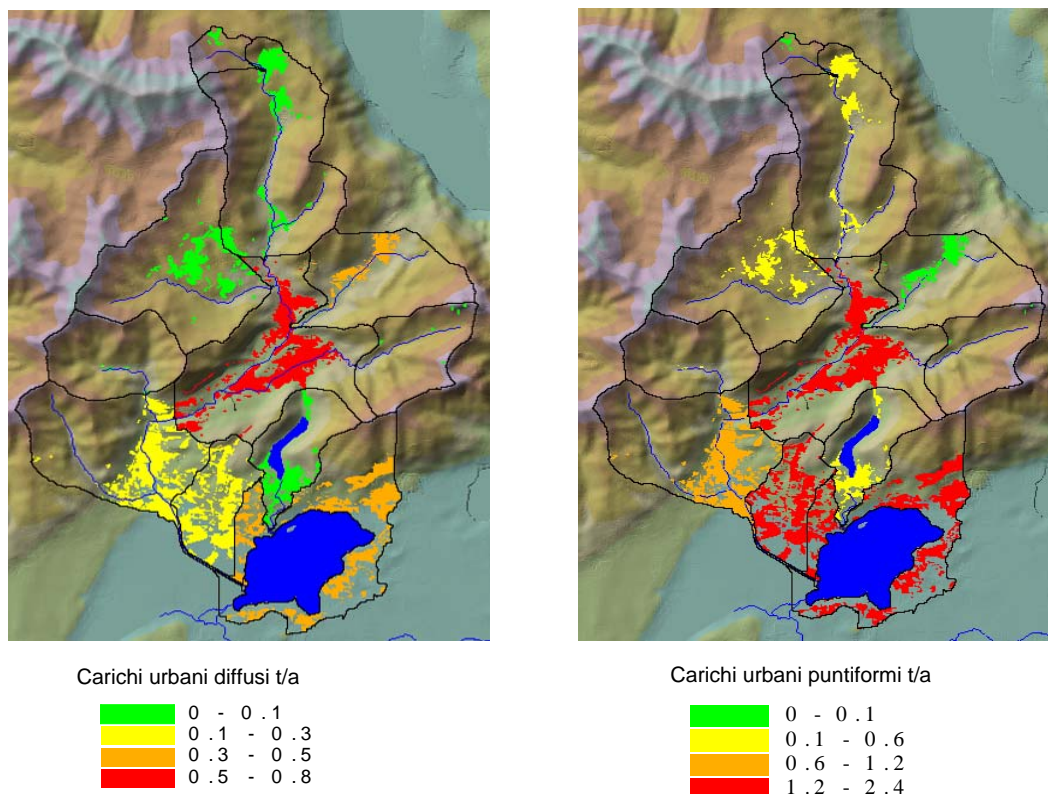 Carichi urbani diffusi t/a
0 - 0.1
0.1 - 0.3
0.3 - 0.5
0.5 - 0.8
Carichi urbani puntiformi t/a
0 - 0.1
0.1 - 0.6
0.6 - 1.2
1.2 - 2.4